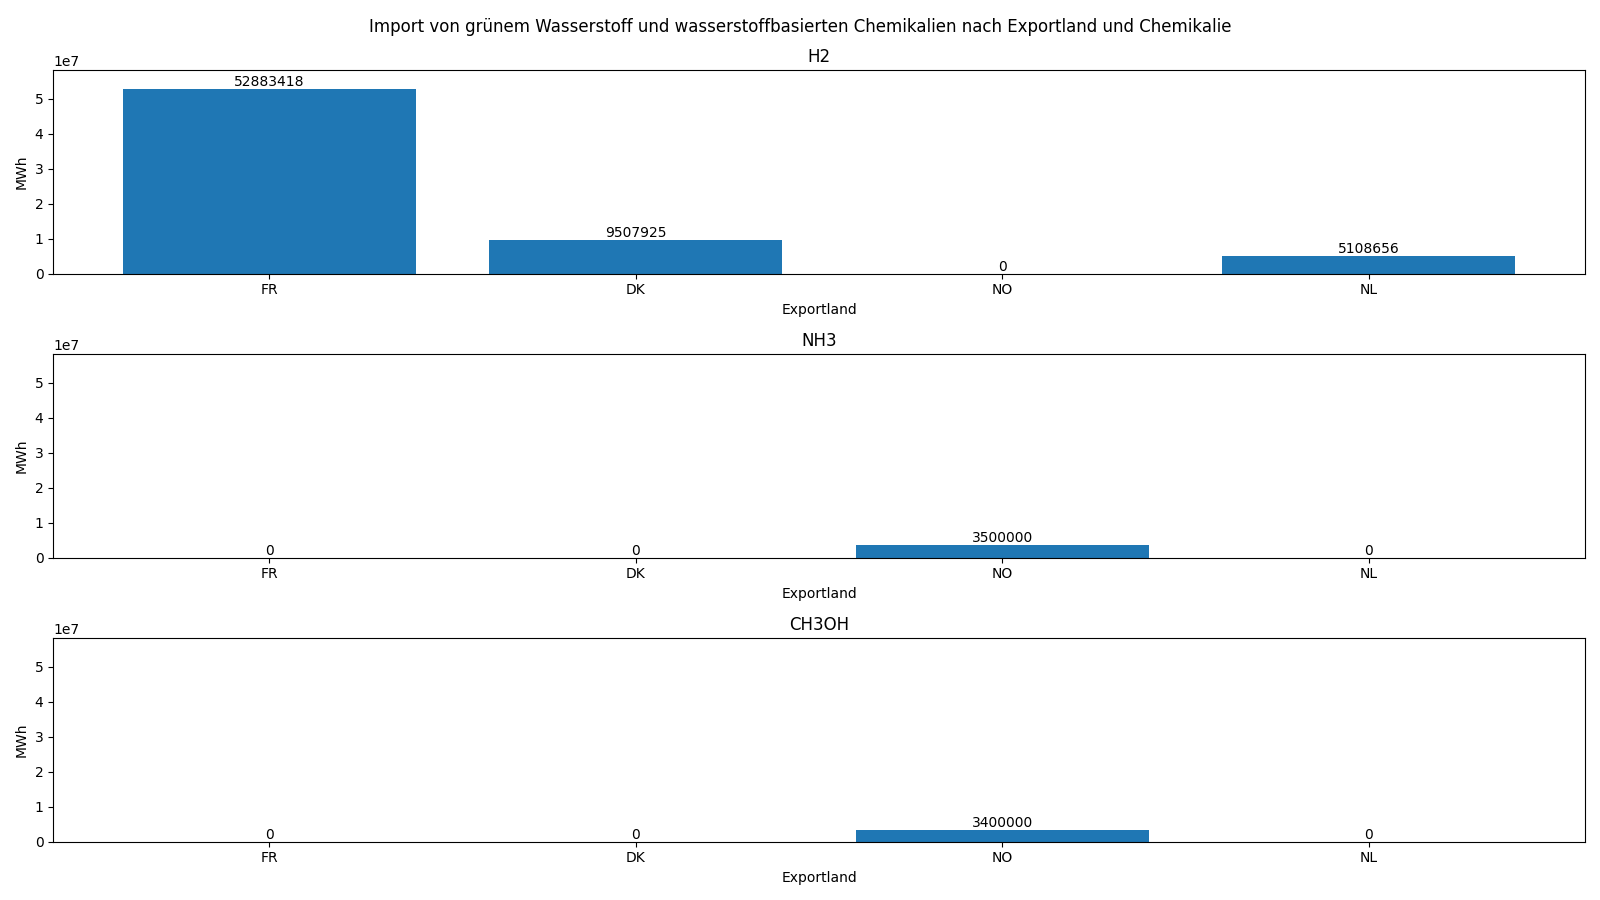 Import von grünem Wasserstoff und wasserstoffbasierten Chemikalien nach Exportland und Chemikalie
H2
1e7
MWh
5
4
3
2
1
0
52883418
9507925
0
5108656
FR
DK
NO
NL
Exportland
NH3
1e7
MWh
5
4
3
2
1
0
0
0
3500000
0
FR
DK
NO
NL
Exportland
CH3OH
1e7
MWh
5
4
3
2
1
0
0
0
3400000
0
FR
DK
NO
NL
Exportland